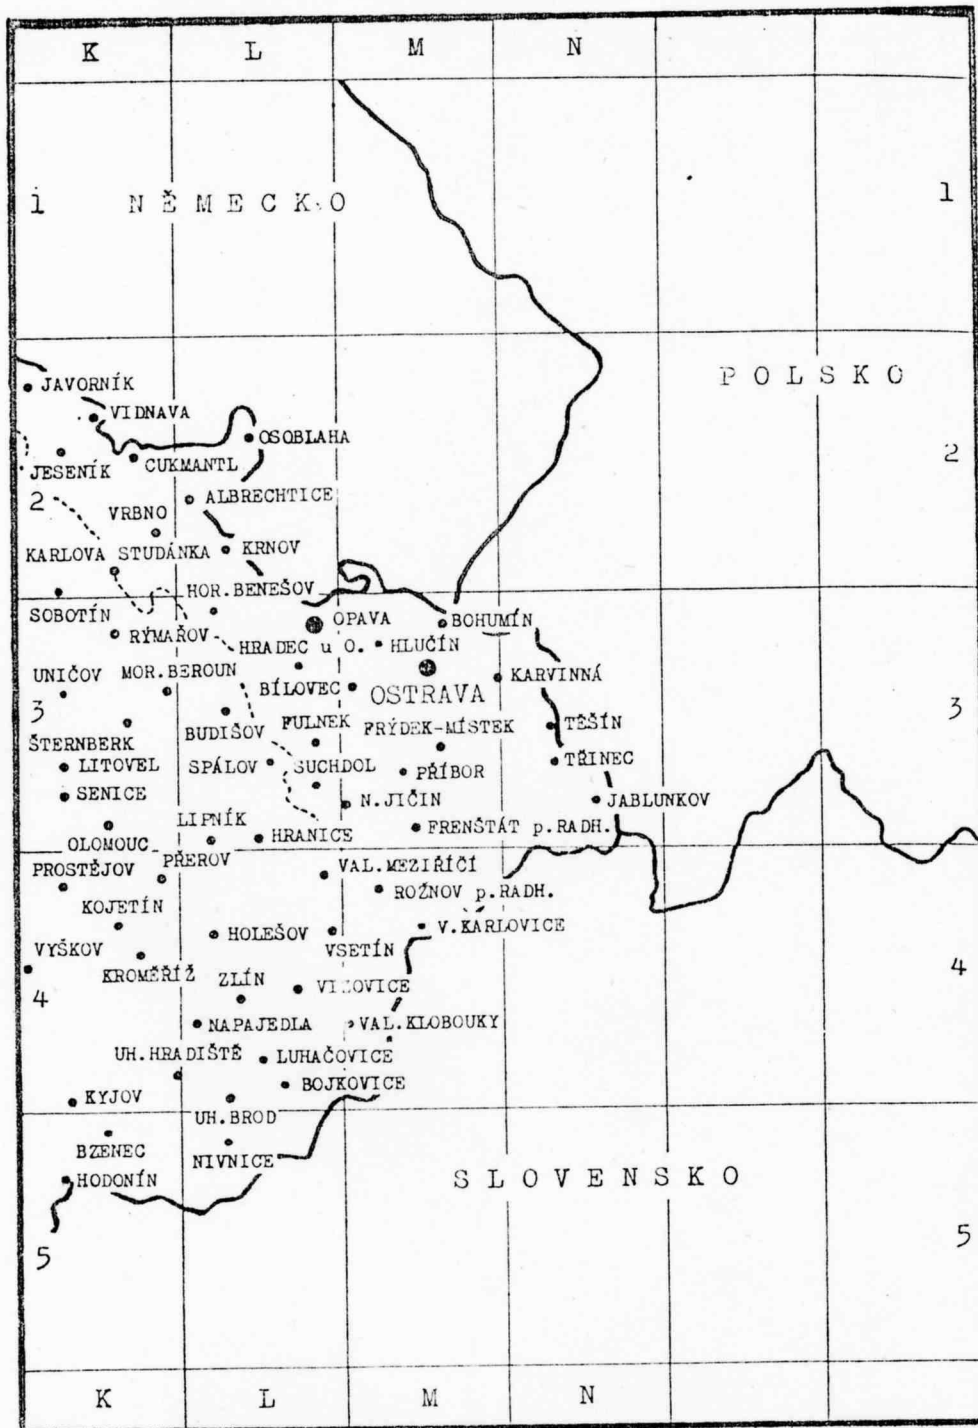 K L M N
1 NĚMECKO 1
POLSKO
JAVORNÍK
VIDNAVA
OSOBLAHA
JESENÍK
CUKMANTL
2 2
ALBRECHTICE
VRBNO
KARLOVA STUDÁNKA
KRNOV
HOR.BENEŠOV
SOBOTÍN
RÝMAŘOV
OPAVA
BOHUMÍN
HRADEC u O.
HLUČÍN
UNIČOV
MOR.BEROUN
BÍLOVEC
OSTRAVA
KARVINNÁ
3 3
ŠTERNBERK
BUDIŠOV
FULNEK
FRÝDEK-MÍSTEK
TĚŠÍN
LITOVEL
SPÁLOV
SUCHDOL
PŘÍBOR
TŘINEC
SENICE
N.JIČIN
JABLUNKOV
OLOMOUC
LIPNÍK
HRANICE
FRENŠTÁT p.RADH.
PROSTĚJOV
PŘEROV
VAL.MEZIŘÍČÍ
ROŽNOV p.RADH.
KOJETÍN
HOLEŠOV
VSETÍN
V.KARLOVICE
VYŠKOV
KROMĚŘÍŽ
ZLÍN
4 4
VIZOVICE
NAPAJEDLA
VAL.KLOBOUKY
UH.HRADIŠTĚ
LUHAČOVICE
KYJOV
BOJKOVICE
UH.BROD
BZENEC
NIVNICE
SLOVENSKO
HODONÍN
5 5
K L M N